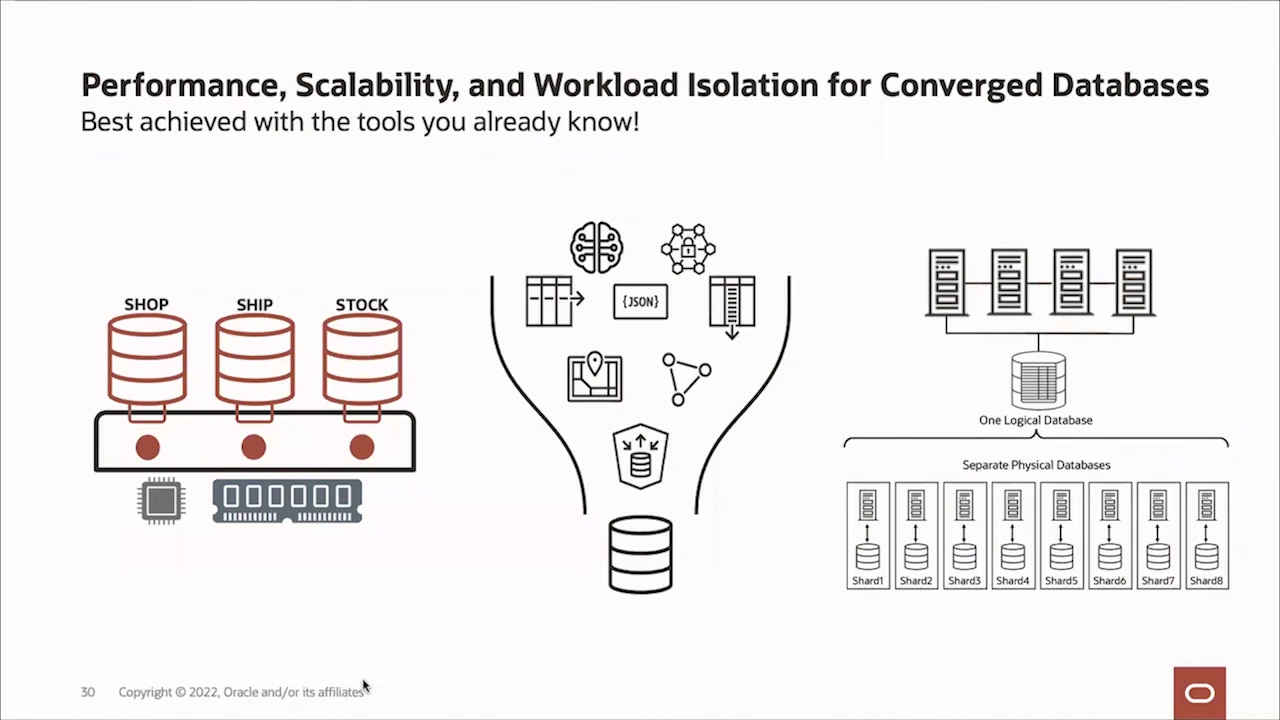 Performance, Scalability, and Workload Isolation for Converged Databases
Best achieved with the tools you already know!
SHOP SHIP STOCK
{JSON}
One Logical Database
Separate Physical Databases
Shard1 Shard2 Shard3 Shard4 Shard5 Shard6 Shard7 Shard8
30 Copyright © 2022, Oracle and/or its affiliates